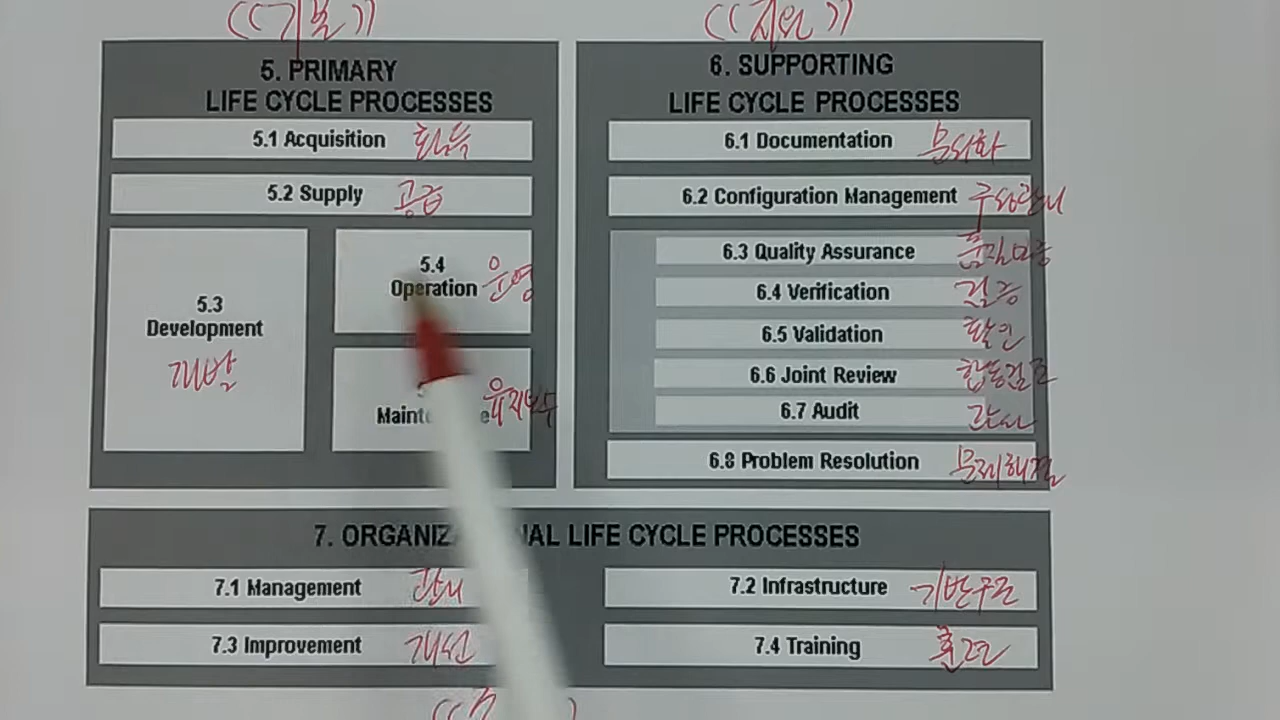 ((기본))
((지원))
5. PRIMARY
LIFE CYCLE PROCESSES
5.1 Acquisition 획득
5.2 Supply 공급
5.3
Development
개발
5.4
Operation 운영
유지보수
6. SUPPORTING
LIFE CYCLE PROCESSES
6.1 Documentation 문서화
6.2 Configuration Management 구성관리
6.3 Quality Assurance 품질보증
6.4 Verification 검증
6.5 Validation 확인
6.6 Joint Review 합동검토
6.7 Audit 감사
6.8 Problem Resolution 문제해결
7. LIFE CYCLE PROCESSES
7.1 Management 관리
7.2 Infrastructure 기반구조
7.3 Improvement 개선
7.4 Training 훈련